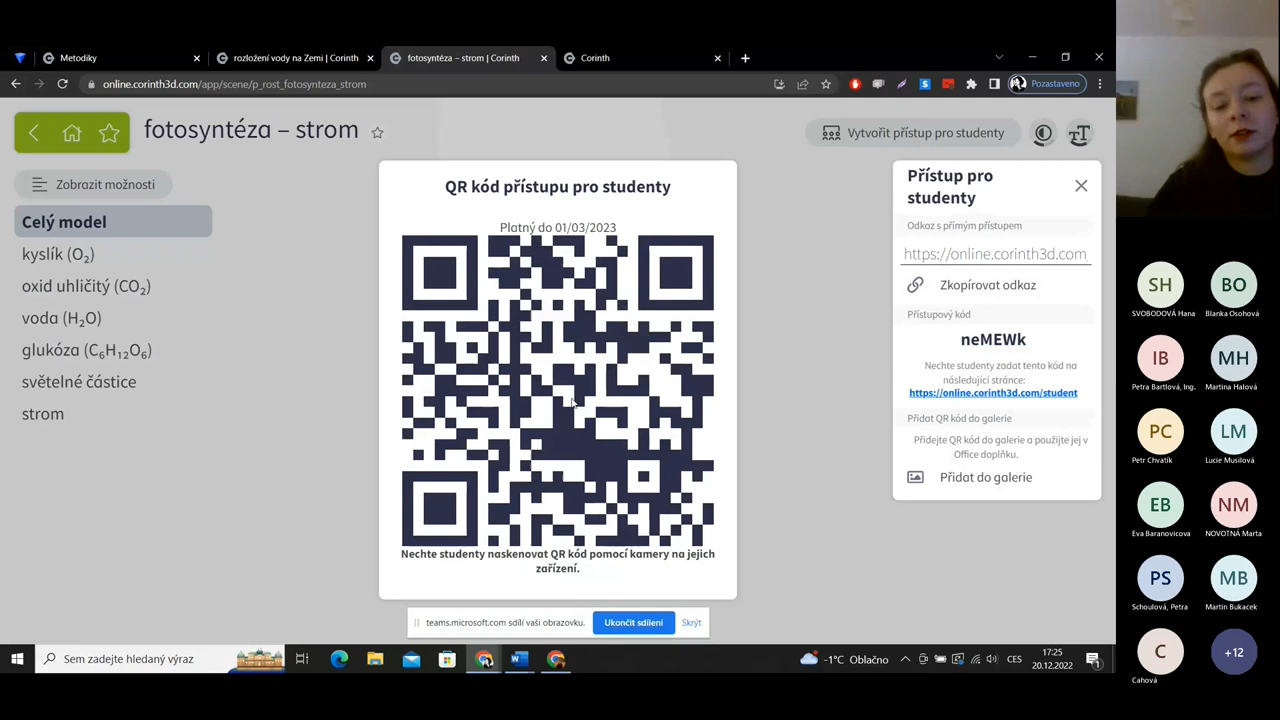 Metodiky
rozložení vody na Zemi | Corinth
fotosyntéza – strom | Corinth
Corinth
online.corinth3d.com/app/scene/p_rost_fotosynteza_strom
Pozastaveno
fotosyntéza – strom
Vytvořit přístup pro studenty
Zobrazit možnosti
Celý model
kyslík (O₂)
oxid uhličitý (CO₂)
voda (H₂O)
glukóza (C₆H₁₂O₆)
světelné částice
strom
QR kód přístupu pro studenty
Platný do 01/03/2023
Nechte studenty naskenovat QR kód pomocí kamery na jejich
zařízení.
Přístup pro
studenty
Odkaz s přímým přístupem
https://online.corinth3d.com
Zkopírovat odkaz
Přístupový kód
neMEWk
Nechte studenty zadat tento kód na
následující stránce:
https://online.corinth3d.com/student
Přidat QR kód do galerie
Přidejte QR kód do galerie a použijte jej v
Office doplňku.
Přidat do galerie
teams.microsoft.com sdílí vaši obrazovku.
Ukončit sdílení
Skrýt
Sem zadejte hledaný výraz
-1°C Oblačno
CES
17:25
20.12.2022
1
SH
SVOBODOVÁ Hana
BO
Blanka Osohová
IB
Petra Bartlová, Ing.
MH
Martina Halová
PC
Petr Chvatík
LM
Lucie Musilová
EB
Eva Baranovicova
NM
NOVOTNÁ Marta
PS
Schoulová, Petra
MB
Martin Bukacek
C
Cahová
+12